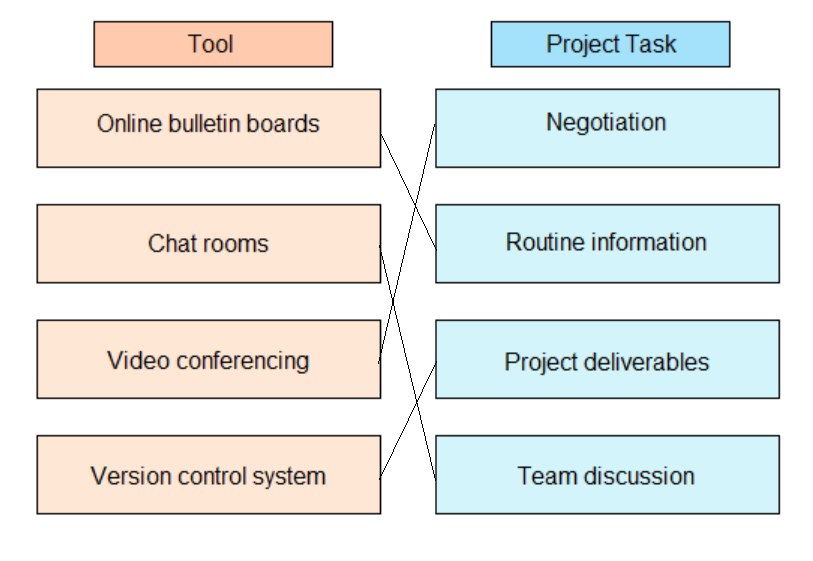 Tool
Project Task
Online bulletin boards
Negotiation
Chat rooms
Routine information
Video conferencing
Project deliverables
Version control system
Team discussion